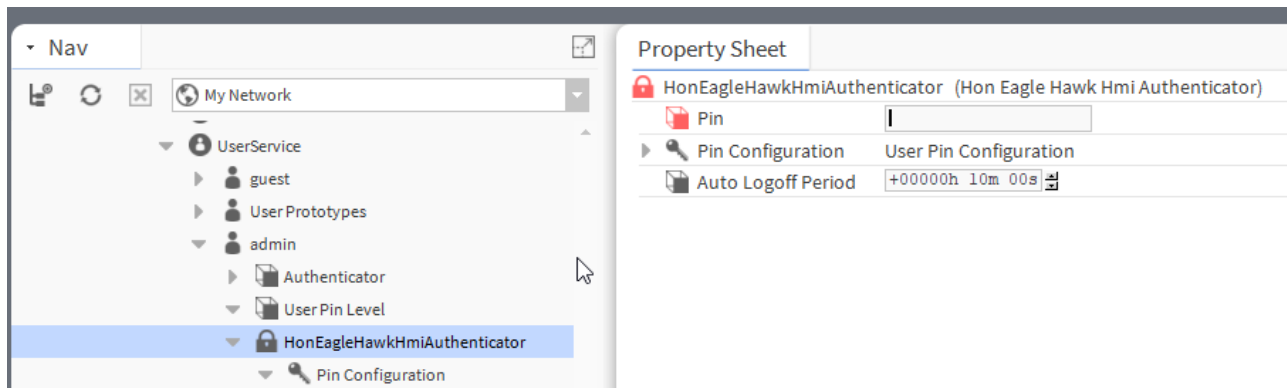 Nav
My Network
UserService
guest
User Prototypes
admin
Authenticator
User Pin Level
HonEagleHawkHmiAuthenticator
Pin Configuration
Property Sheet
HonEagleHawkHmiAuthenticator (Hon Eagle Hawk Hmi Authenticator)
Pin
Pin Configuration User Pin Configuration
Auto Logoff Period +00000h 10m 00s